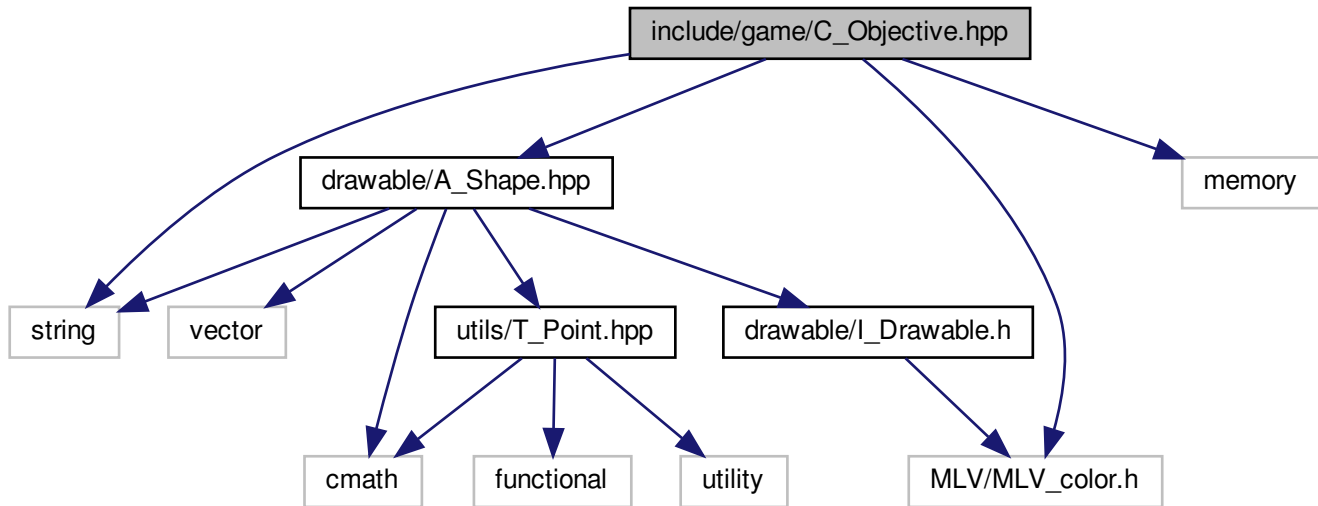 include/game/C_Objective.hpp
drawable/A_Shape.hpp
memory
string
vector
utils/T_Point.hpp
drawable/I_Drawable.h
cmath
functional
utility
MLV/MLV_color.h